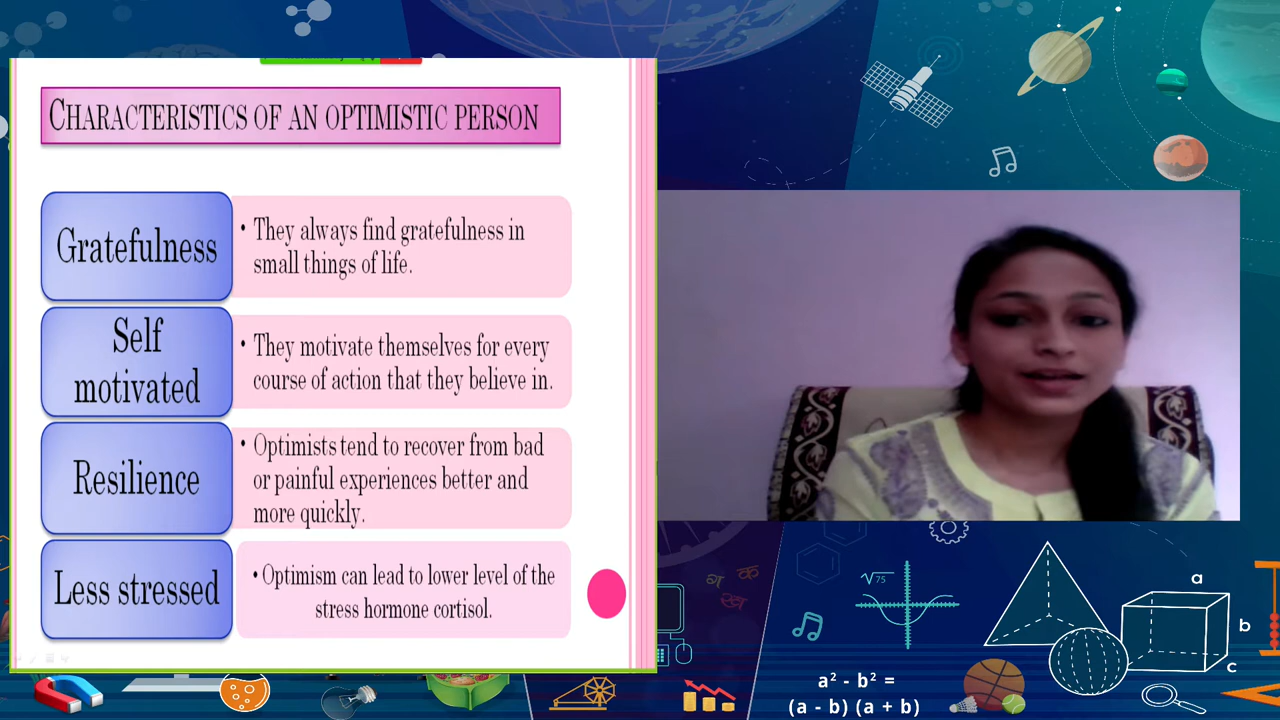 CHARACTERISTICS OF AN OPTIMISTIC PERSON
Gratefulness
• They always find gratefulness in
small things of life.
Self
motivated
• They motivate themselves for every
course of action that they believe in.
Resilience
• Optimists tend to recover from bad
or painful experiences better and
more quickly.
Less stressed
• Optimism can lead to lower level of the
stress hormone cortisol.
ग क
ख
√75
a
b
c
a² - b² =
(a - b) (a + b)